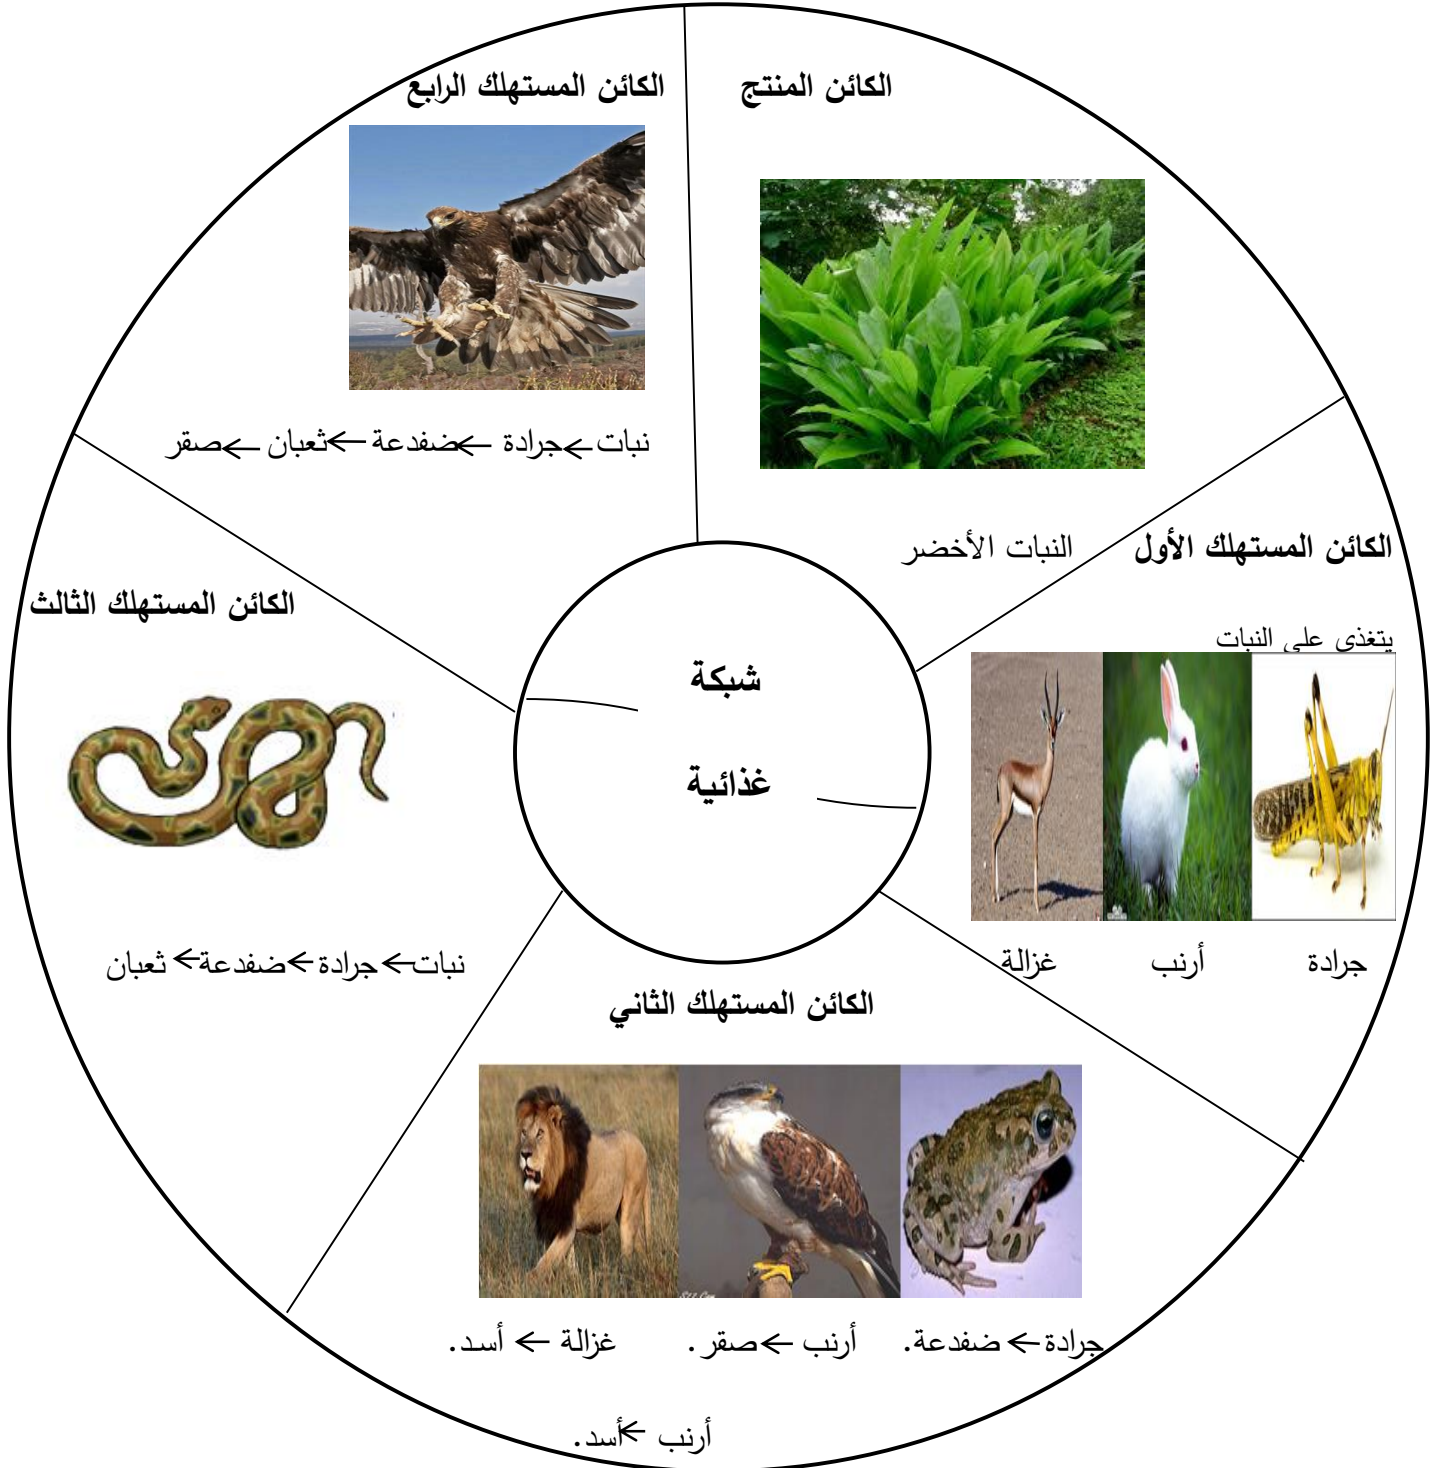 الكائن المنتج
النبات الأخضر
الكائن المستهلك الأول
يتغذى على النبات
جرادة
أرنب
غزالة
الكائن المستهلك الثاني
جرادة ← ضفدعة.
أرنب ← صقر.
غزالة ← أسد.
أرنب ← أسد.
الكائن المستهلك الثالث
نبات ← جرادة ← ضفدعة ← ثعبان
الكائن المستهلك الرابع
نبات ← جرادة ← ضفدعة ← ثعبان ← صقر
شبكة
غذائية